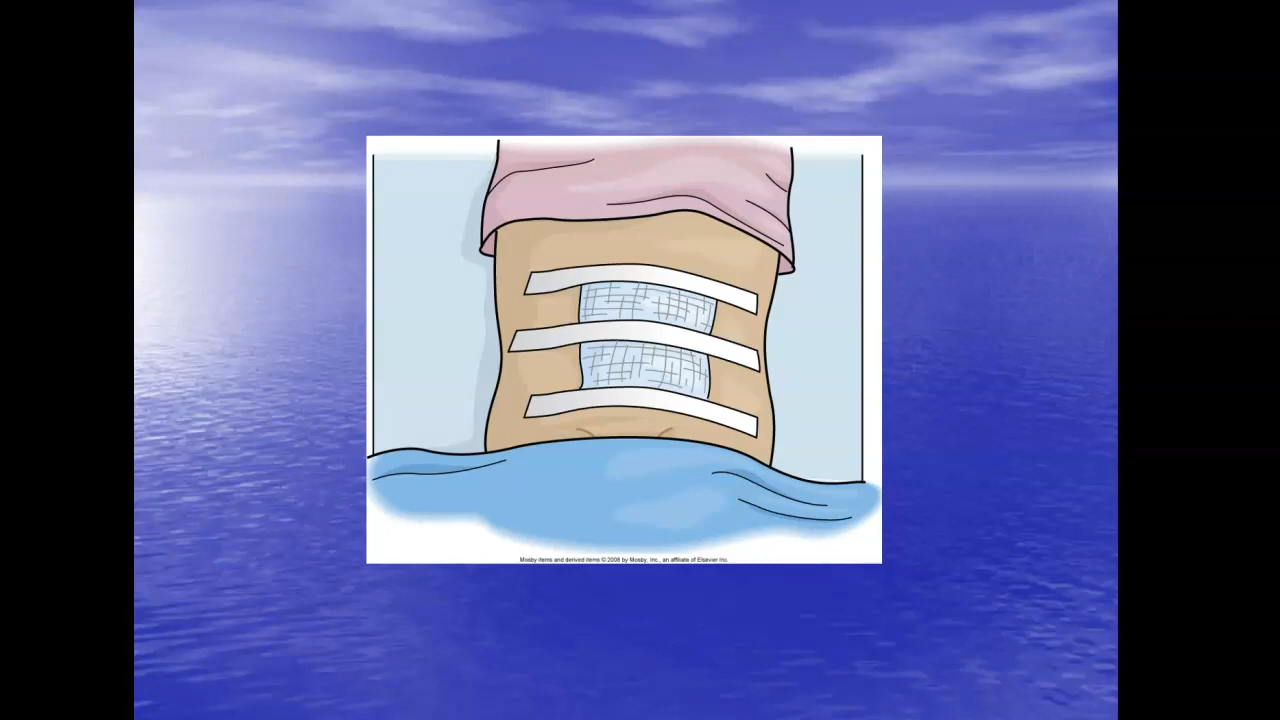 Mosby items and derived items © 2008 by Mosby, Inc., an affiliate of Elsevier Inc.